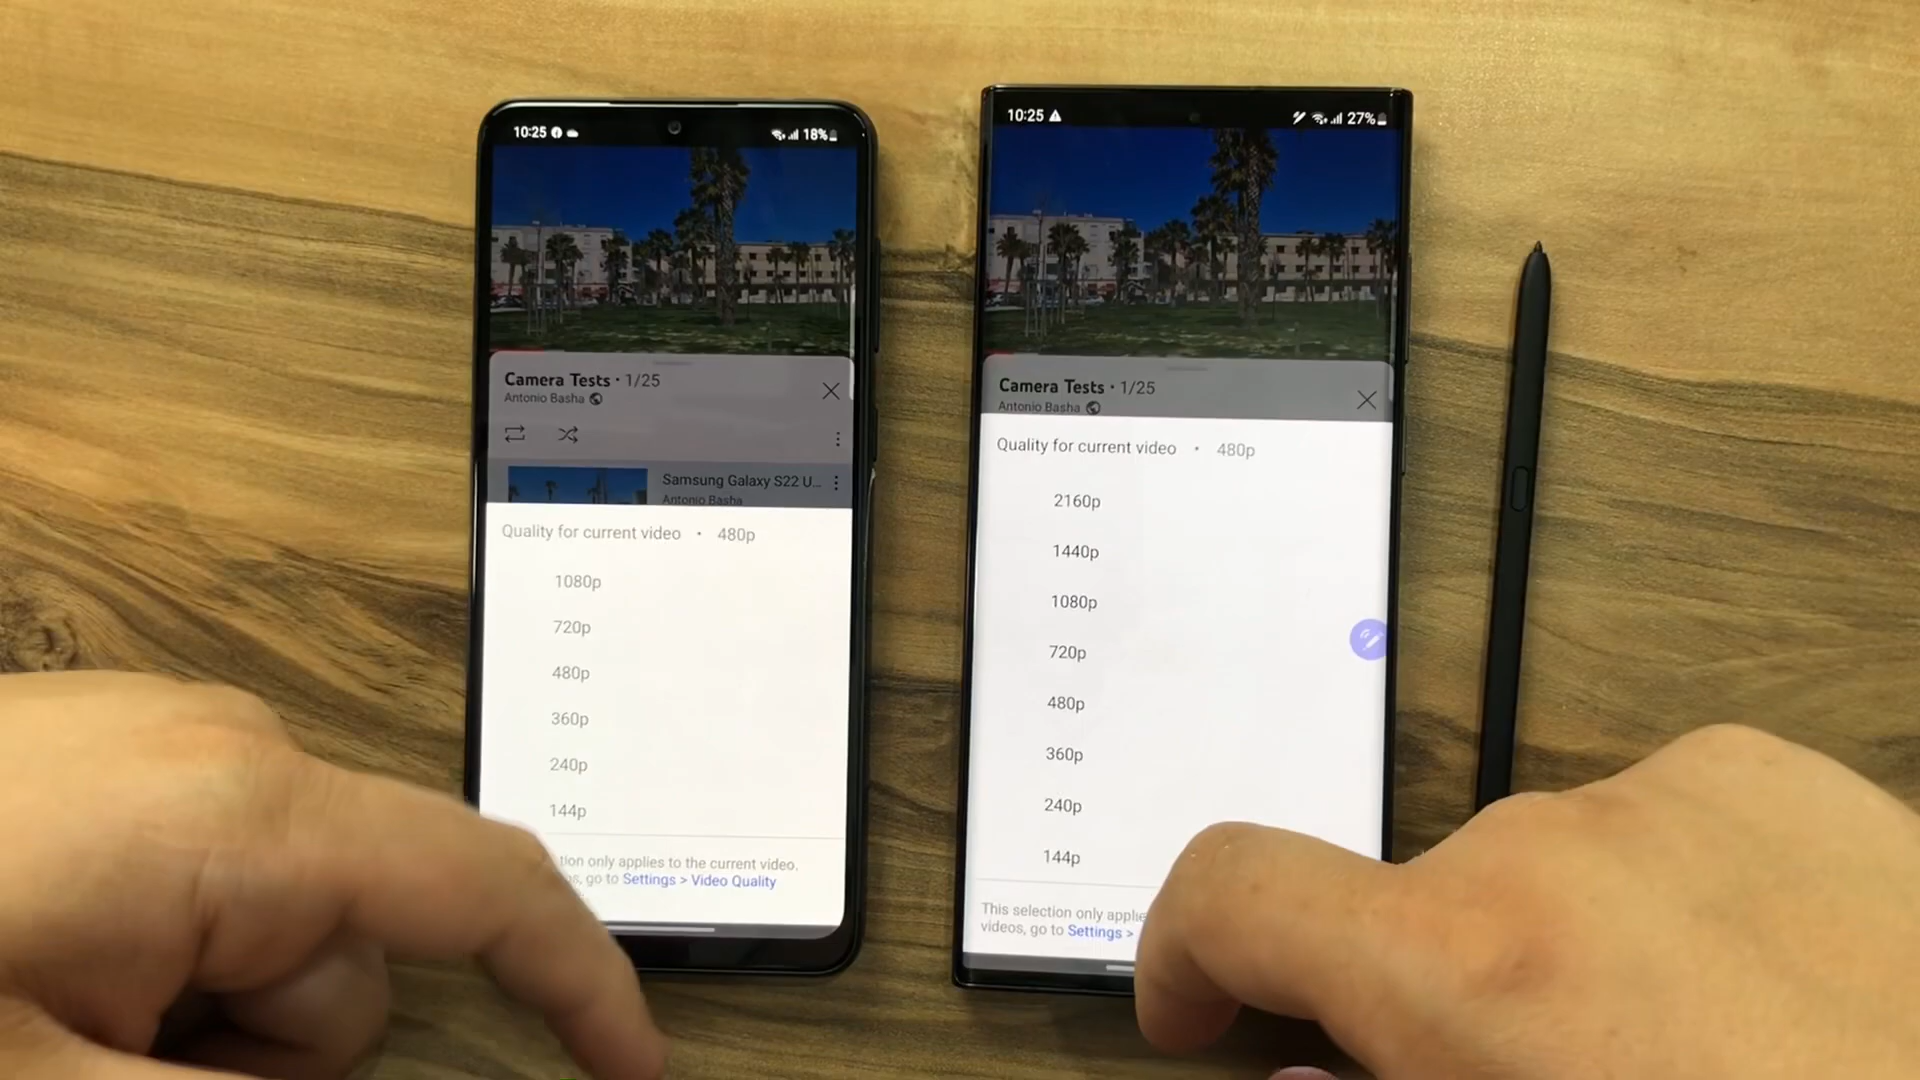 10:25
18%
Camera Tests • 1/25
Antonio Basha
Samsung Galaxy S22 U...
Antonio Basha
Quality for current video • 480p
1080p
720p
480p
360p
240p
144p
tion only applies to the current video.
go to Settings > Video Quality
10:25
27%
Camera Tests • 1/25
Antonio Basha
Quality for current video • 480p
2160p
1440p
1080p
720p
480p
360p
240p
144p
This selection only applie
videos, go to Settings >